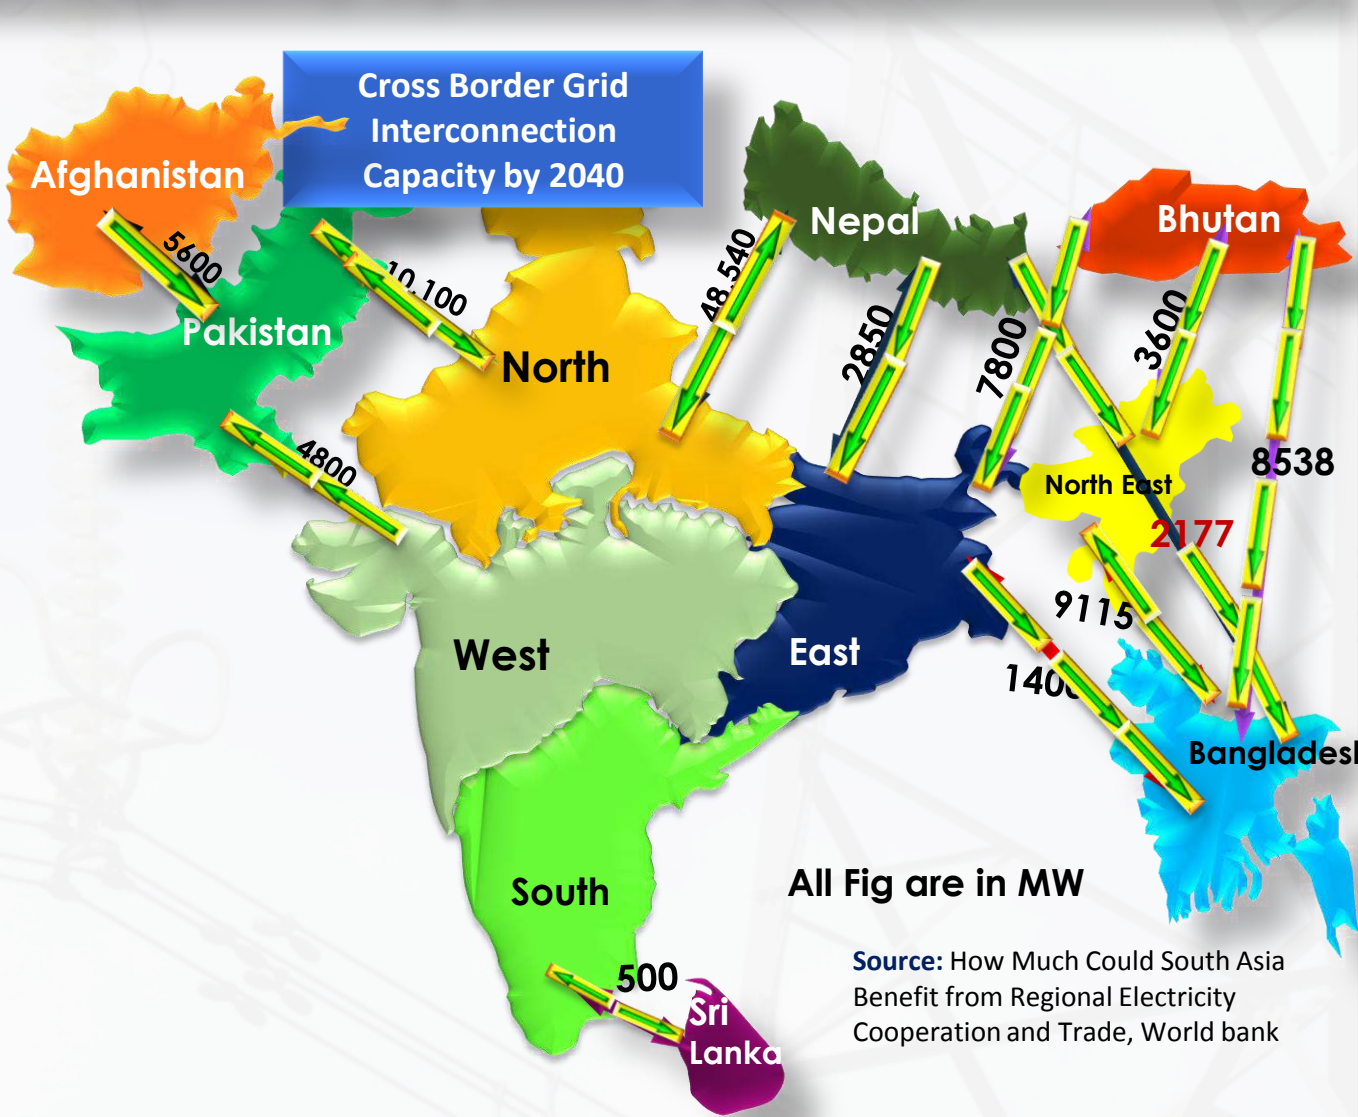 Cross Border Grid
Interconnection
Capacity by 2040
Afghanistan
Nepal
Bhutan
5600
10,100
48,540
Pakistan
2850
7800
3600
North
4800
8538
North East
2177
9115
West
East
Bangladesh
South
All Fig are in MW
500
Source: How Much Could South Asia
Benefit from Regional Electricity
Cooperation and Trade, World bank
Sri
Lanka